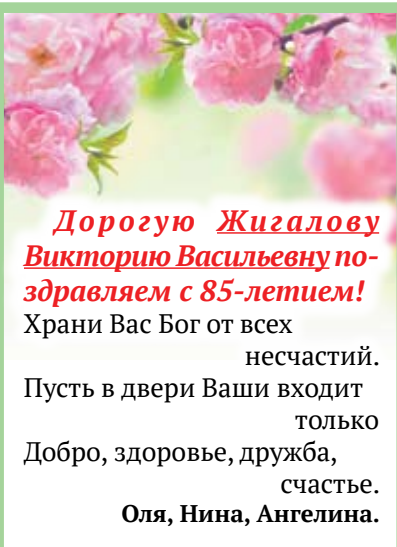 Дорогую Жигалову
Викторию Васильевну по-
здравляем с 85-летием!
Храни Вас Бог от всех
несчастий.
Пусть в двери Ваши входит
только
Добро, здоровье, дружба,
счастье.
Оля, Нина, Ангелина.